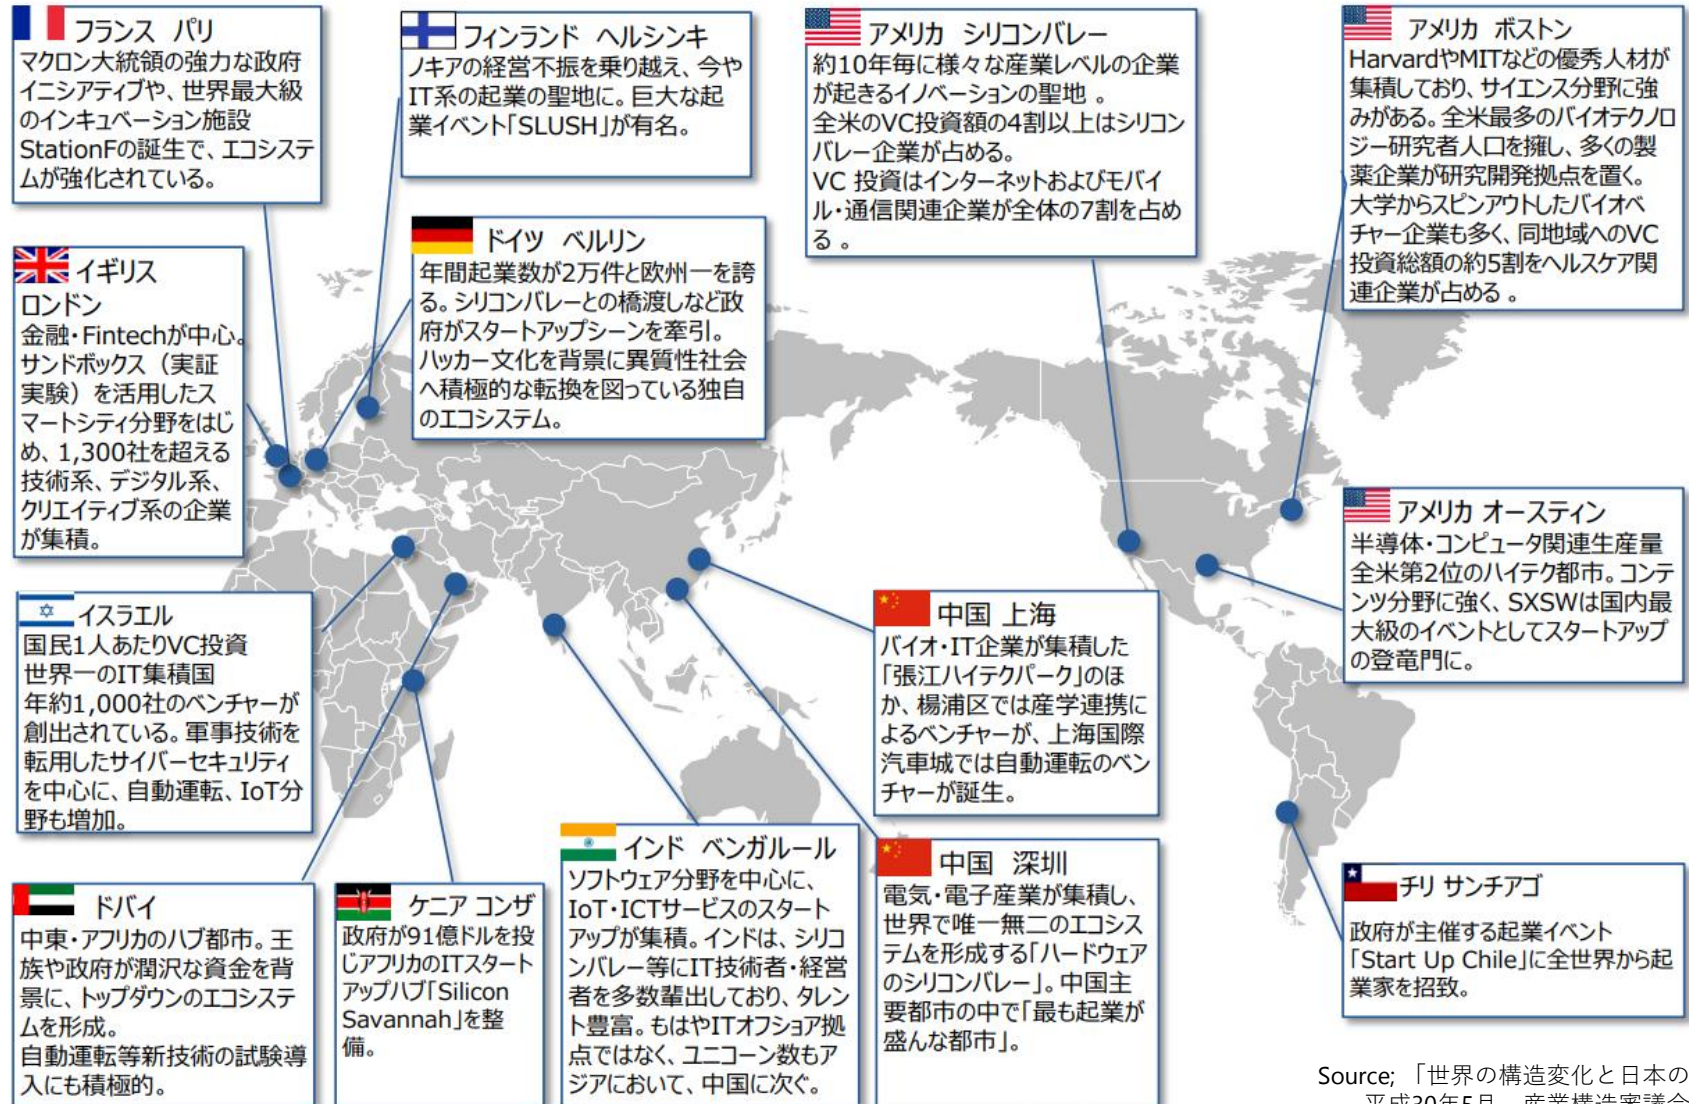 フランス パリ
マクロン大統領の強力な政府
イニシアティブや、世界最大級
のインキュベーション施設
StationFの誕生で、エコシステ
ムが強化されている。
フィンランド ヘルシンキ
ノキアの経営不振を乗り越え、今や
IT系の起業の聖地に。巨大な起
業イベント「SLUSH」が有名。
アメリカ シリコンバレー
約10年毎に様々な産業レベルの企業
が起きるイノベーションの聖地 。
全米のVC投資額の4割以上はシリコン
バレー企業が占める。
VC 投資はインターネットおよびモバイ
ル・通信関連企業が全体の7割を占め
る 。
アメリカ ボストン
HarvardやMITなどの優秀人材が
集積しており、サイエンス分野に強
みがある。全米最多のバイオテクノロ
ジー研究者人口を擁し、多くの製
薬企業が研究開発拠点を置く。
大学からスピンアウトしたバイオベ
チャー企業も多く、同地域へのVC
投資総額の約5割をヘルスケア関
連企業が占める 。
イギリス
ロンドン
金融・Fintechが中心。
サンドボックス（実証
実験）を活用したス
マートシティ分野をはじ
め、1,300社を超える
技術系、デジタル系、
クリエイティブ系の企業
が集積。
ドイツ ベルリン
年間起業数が2万件と欧州一を誇
る。シリコンバレーとの橋渡しなど政
府がスタートアップシーンを牽引。
ハッカー文化を背景に異質性社会
へ積極的な転換を図っている独自
のエコシステム。
アメリカ オースティン
半導体・コンピュータ関連生産量
全米第2位のハイテク都市。コンテ
ンツ分野に強く、SXSWは国内最
大級のイベントとしてスタートアップ
の登竜門に。
イスラエル
国民1人あたりVC投資
世界一のIT集積国
年約1,000社のベンチャーが
創出されている。軍事技術を
転用したサイバーセキュリティ
を中心に、自動運転、IoT分
野も増加。
中国 上海
バイオ・IT企業が集積した
「張江ハイテクパーク」のほ
か、楊浦区では産学連携に
よるベンチャーが、上海国際
汽車城では自動運転のベン
チャーが誕生。
ドバイ
中東・アフリカのハブ都市。王
族や政府が潤沢な資金を背
景に、トップダウンのエコシステ
ムを形成。
自動運転等新技術の試験導
入にも積極的。
ケニア コンザ
政府が91億ドルを投
じアフリカのITスタート
アップハブ「Silicon
Savannah」を整
備。
インド ベンガルール
ソフトウェア分野を中心に、
IoT・ICTサービスのスタート
アップが集積。インドは、シリコ
ンバレー等にIT技術者・経営
者を多数輩出しており、タレン
ト豊富。もはやITオフショア拠
点ではなく、ユニコーン数もア
ジアにおいて、中国に次ぐ。
中国 深圳
電気・電子産業が集積し、
世界で唯一無二のエコシス
テムを形成する「ハードウェア
のシリコンバレー」。中国主
要都市の中で「最も起業が
盛んな都市」。
チリ サンチアゴ
政府が主催する起業イベント
「Start Up Chile」に全世界から起
業家を招致。
Source; 「世界の構造変化と日本の
平成30年5月 産業構造審議会